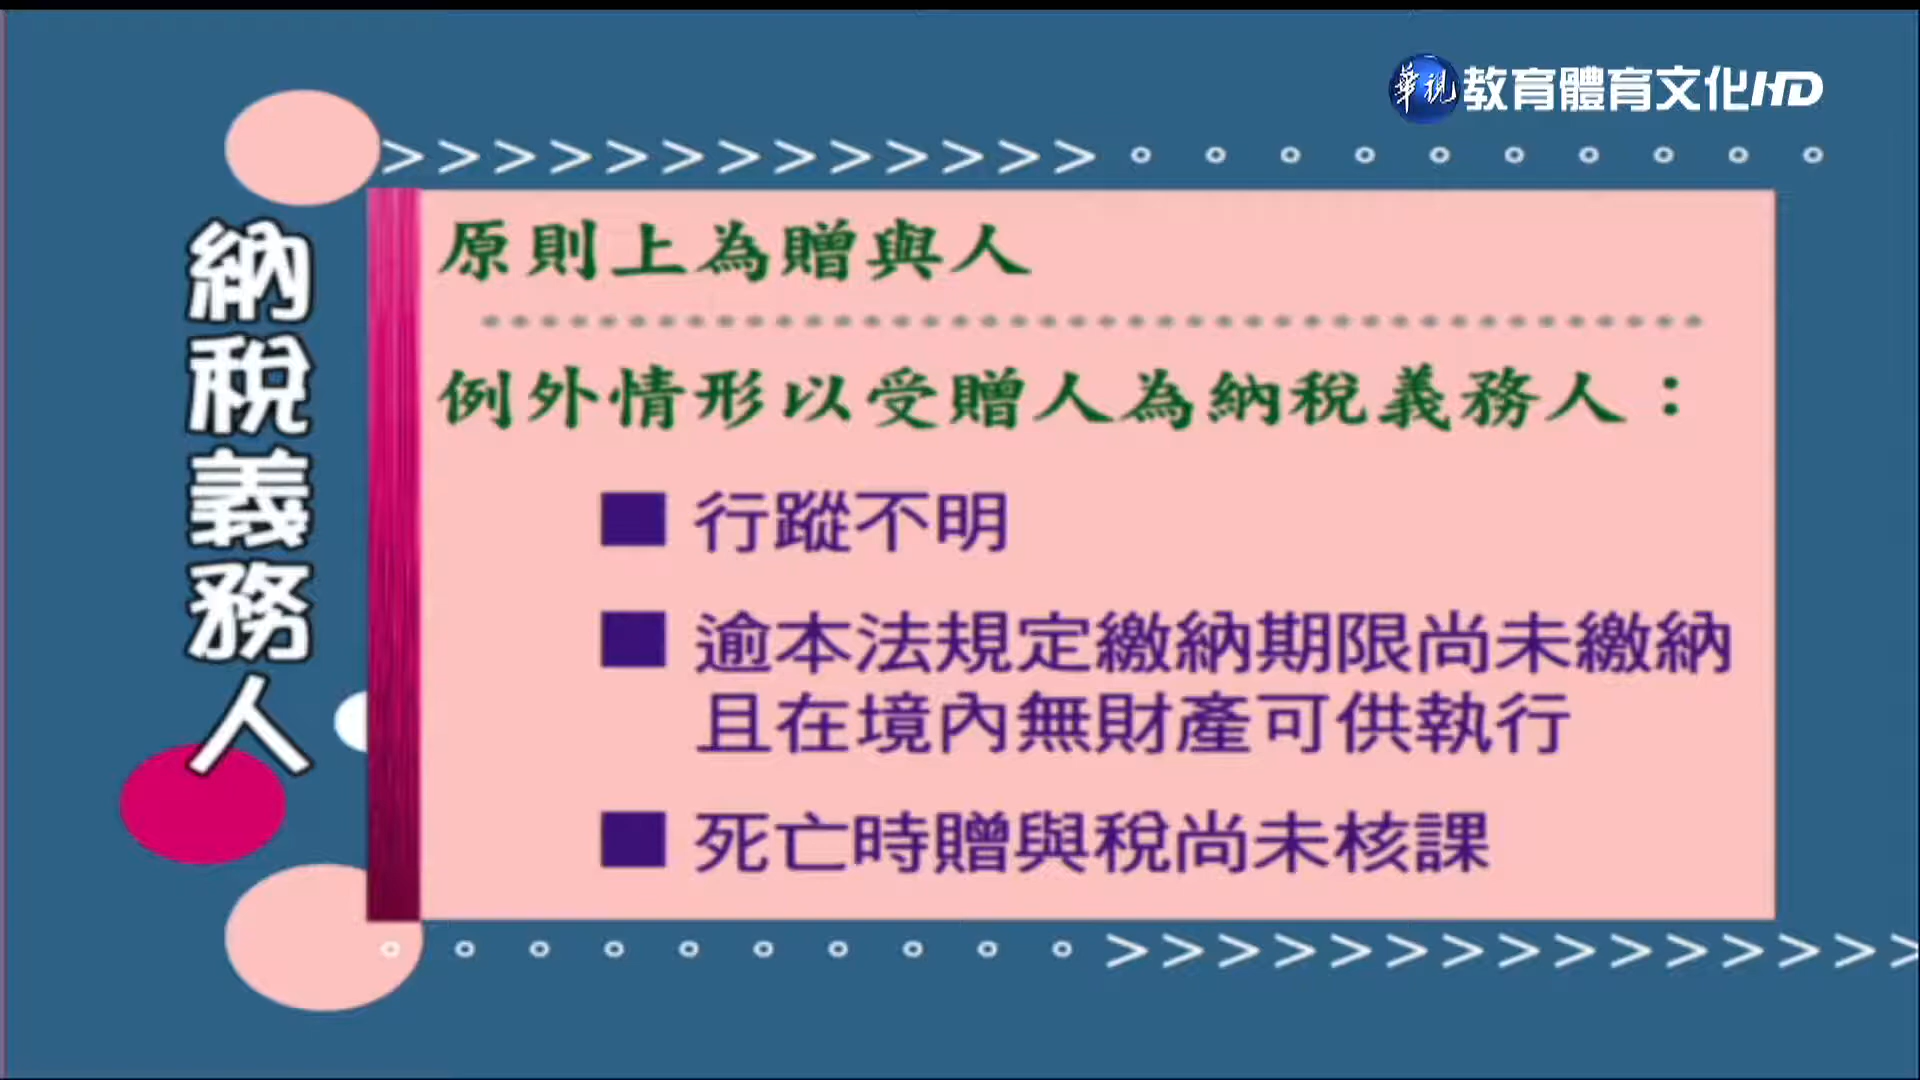 華視 教育體育文化HD
納稅義務人
原則上為贈與人
例外情形以受贈人為納稅義務人：
行蹤不明
逾本法規定繳納期限尚未繳納
且在境內無財產可供執行
死亡時贈與稅尚未核課